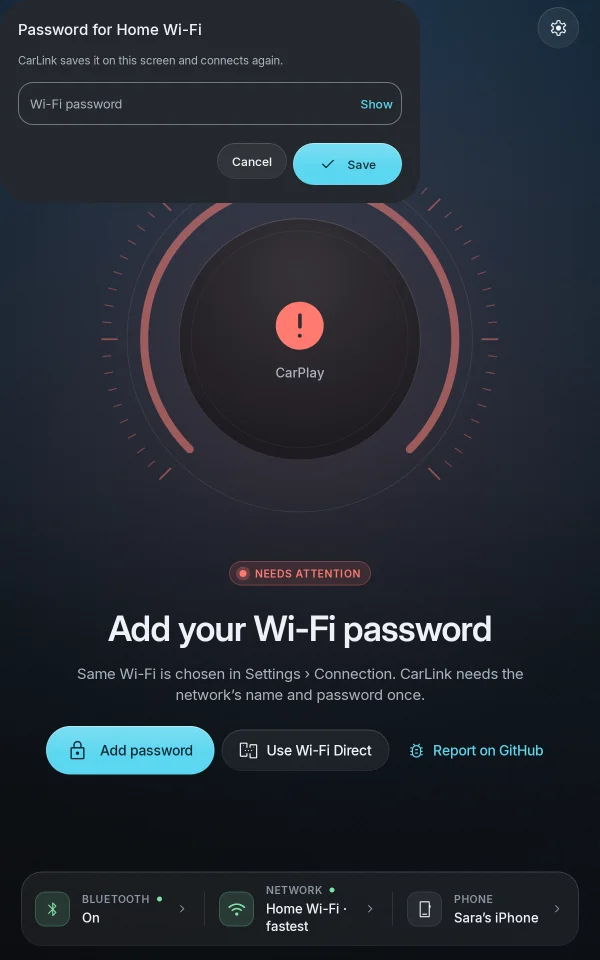 Password for Home Wi-Fi
CarLink saves it on this screen and connects again.
Wi-Fi password
Show
Cancel
Save
CarPlay
NEEDS ATTENTION
Add your Wi-Fi password
Same Wi-Fi is chosen in Settings › Connection. CarLink needs the
network’s name and password once.
Add password
Use Wi-Fi Direct
Report on GitHub
BLUETOOTH
On
NETWORK
Home Wi-Fi ·
fastest
PHONE
Sara’s iPhone